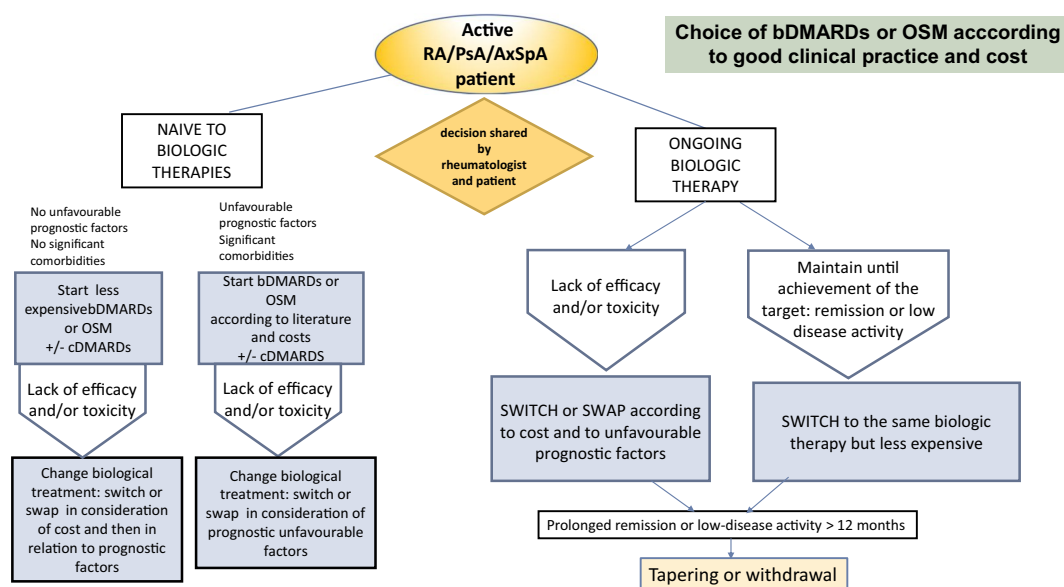 Active
RA/PsA/AxSpA
patient
Choice of bDMARDs or OSM acccording
to good clinical practice and cost
decision shared
by
rheumatologist
and patient
NAIVE TO
BIOLOGIC
THERAPIES
ONGOING
BIOLOGIC
THERAPY
No unfavourable
prognostic factors
No significant
comorbidities
Unfavourable
prognostic factors
Significant
comorbidities
Start less
expensivebDMARDs
or OSM
+/- cDMARDs
Start bDMARDs or
OSM
according to literature
and costs
+/- cDMARDS
Lack of efficacy
and/or toxicity
Lack of efficacy
and/or toxicity
Change biological
treatment: switch or
swap in consideration
of cost and then in
relation to prognostic
factors
Change biological
treatment: switch or
swap in consideration of
prognostic unfavourable
factors
Lack of efficacy
and/or toxicity
Maintain until
achievement of the
target: remission or low
disease activity
SWITCH or SWAP according
to cost and to unfavourable
prognostic factors
SWITCH to the same biologic
therapy but less expensive
Prolonged remission or low-disease activity > 12 months
Tapering or withdrawal